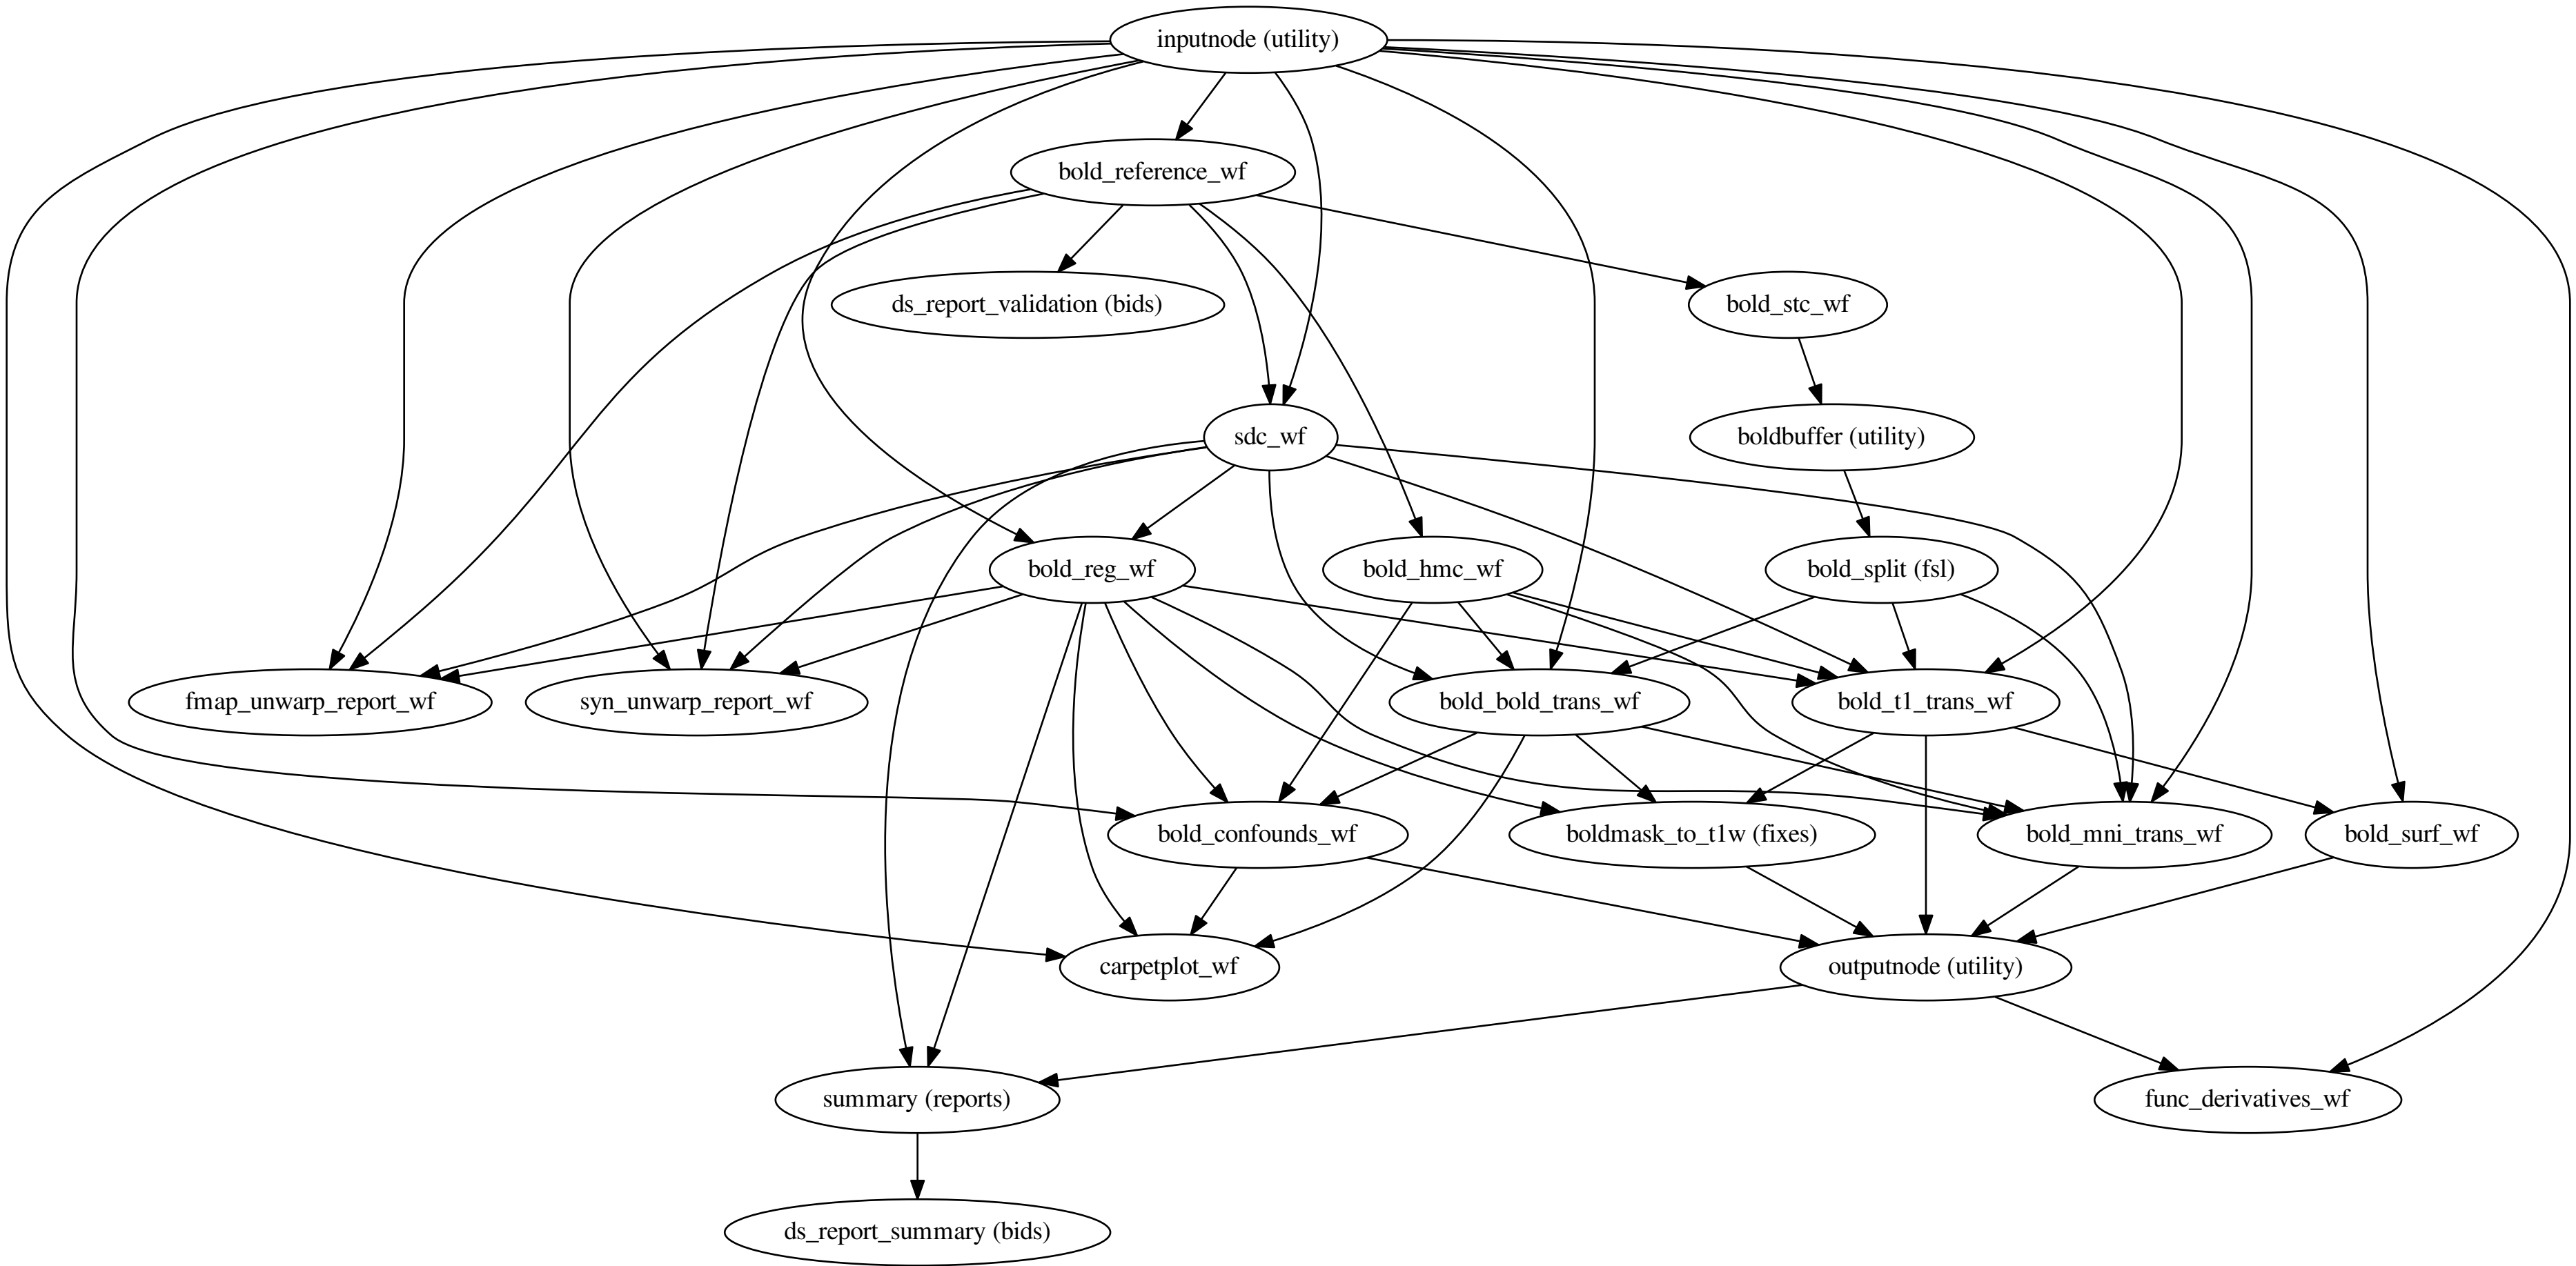 inputnode (utility)
bold_reference_wf
ds_report_validation (bids)
bold_stc_wf
sdc_wf
boldbuffer (utility)
bold_reg_wf
bold_hmc_wf
bold_split (fsl)
fmap_unwarp_report_wf
syn_unwarp_report_wf
bold_bold_trans_wf
bold_t1_trans_wf
bold_confounds_wf
boldmask_to_t1w (fixes)
bold_mni_trans_wf
bold_surf_wf
carpetplot_wf
outputnode (utility)
summary (reports)
func_derivatives_wf
ds_report_summary (bids)